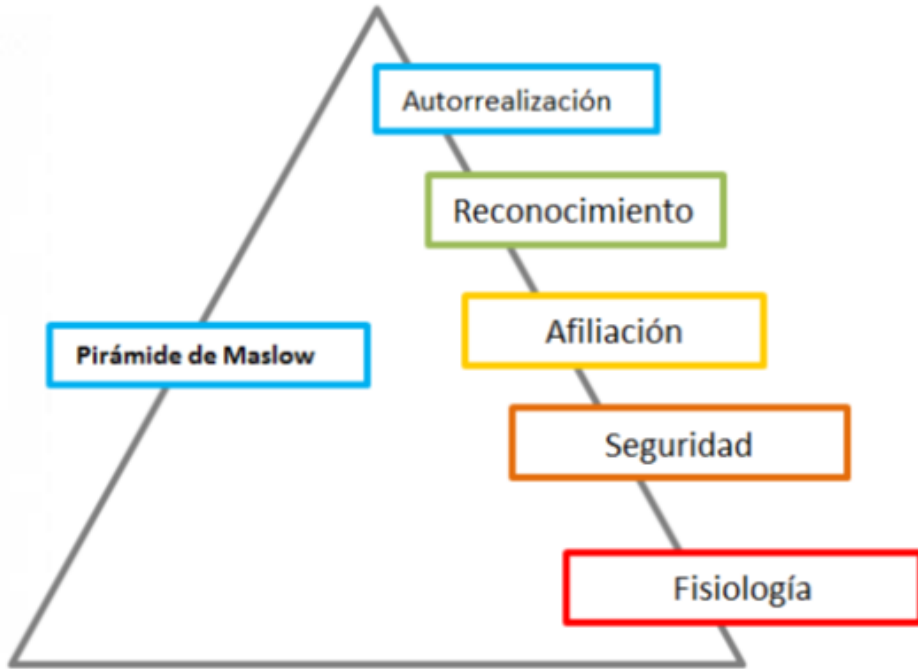 Autorrealización
Reconocimiento
Afiliación
Pirámide de Maslow
Seguridad
Fisiología